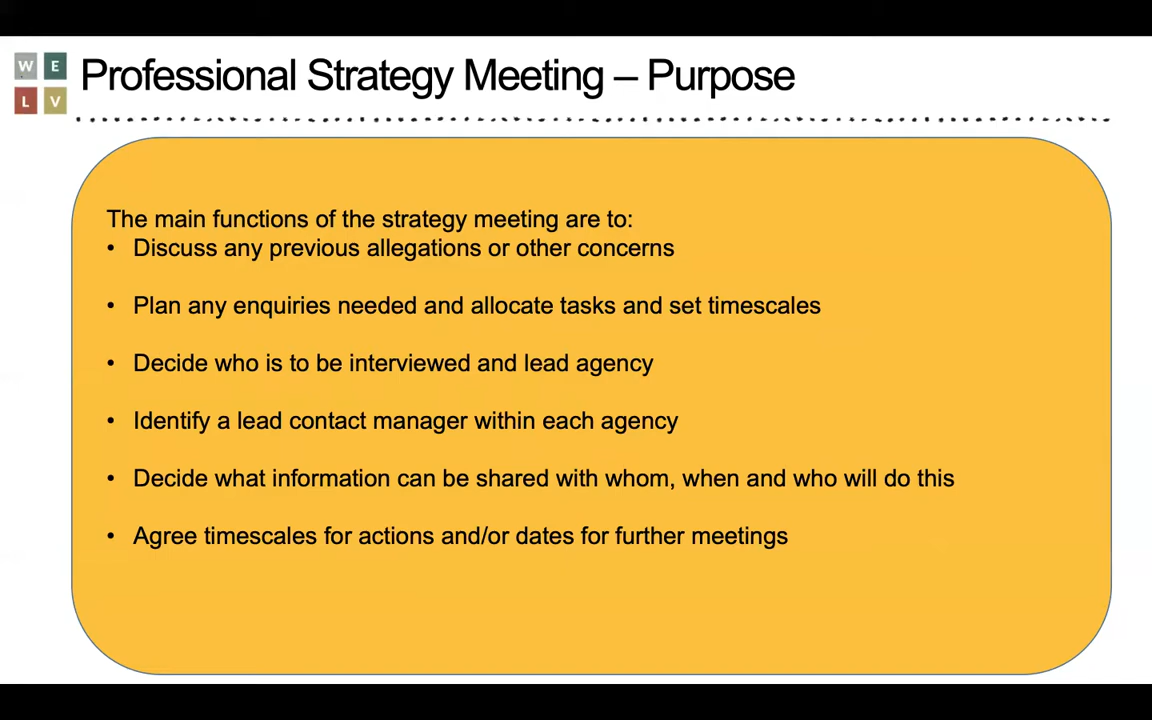 W E
L V
Professional Strategy Meeting – Purpose
The main functions of the strategy meeting are to:
• Discuss any previous allegations or other concerns
• Plan any enquiries needed and allocate tasks and set timescales
• Decide who is to be interviewed and lead agency
• Identify a lead contact manager within each agency
• Decide what information can be shared with whom, when and who will do this
• Agree timescales for actions and/or dates for further meetings